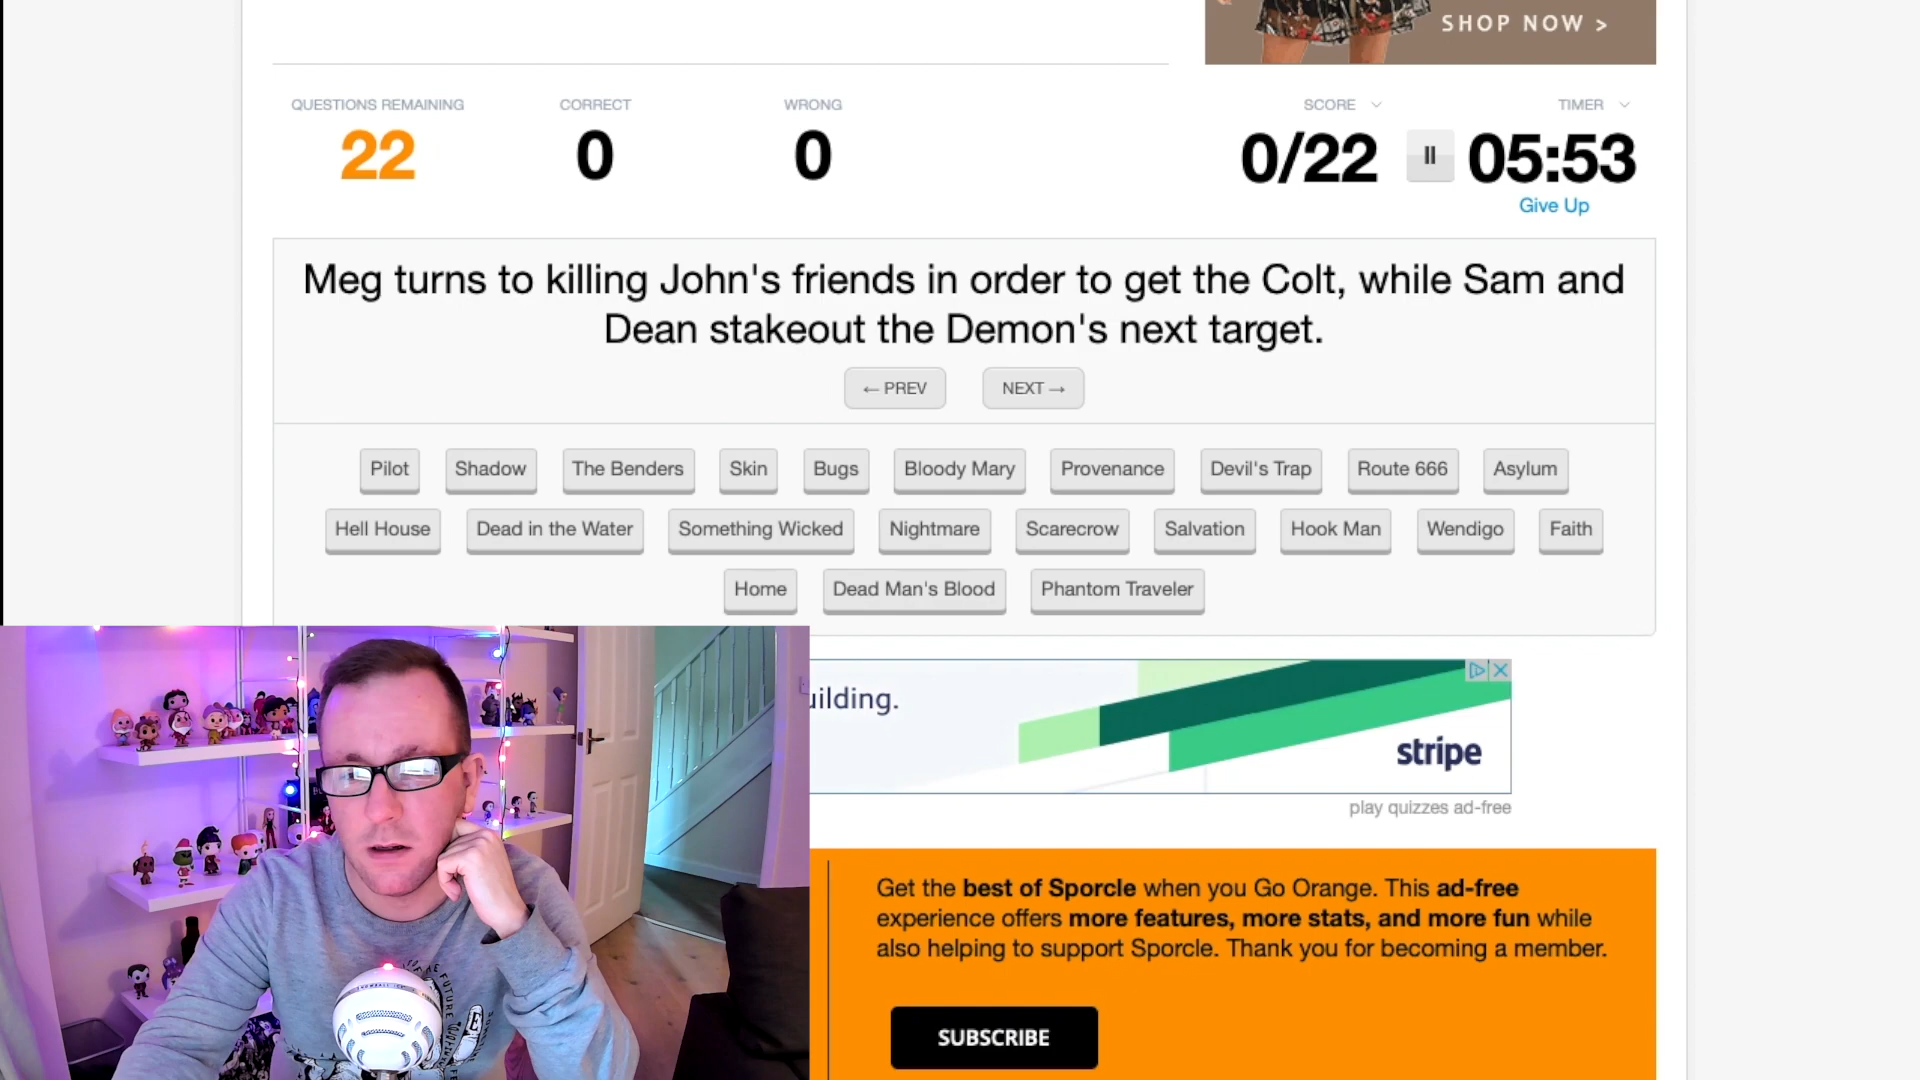 SHOP NOW >
QUESTIONS REMAINING CORRECT WRONG SCORE TIMER
22 0 0 0/22 05:53
Give Up
Meg turns to killing John's friends in order to get the Colt, while Sam and
Dean stakeout the Demon's next target.
← PREV NEXT →
Pilot Shadow The Benders Skin Bugs Bloody Mary Provenance Devil's Trap Route 666 Asylum
Hell House Dead in the Water Something Wicked Nightmare Scarecrow Salvation Hook Man Wendigo Faith
Home Dead Man's Blood Phantom Traveler
uilding.
stripe
play quizzes ad-free
Get the best of Sporcle when you Go Orange. This ad-free
experience offers more features, more stats, and more fun while
also helping to support Sporcle. Thank you for becoming a member.
SUBSCRIBE